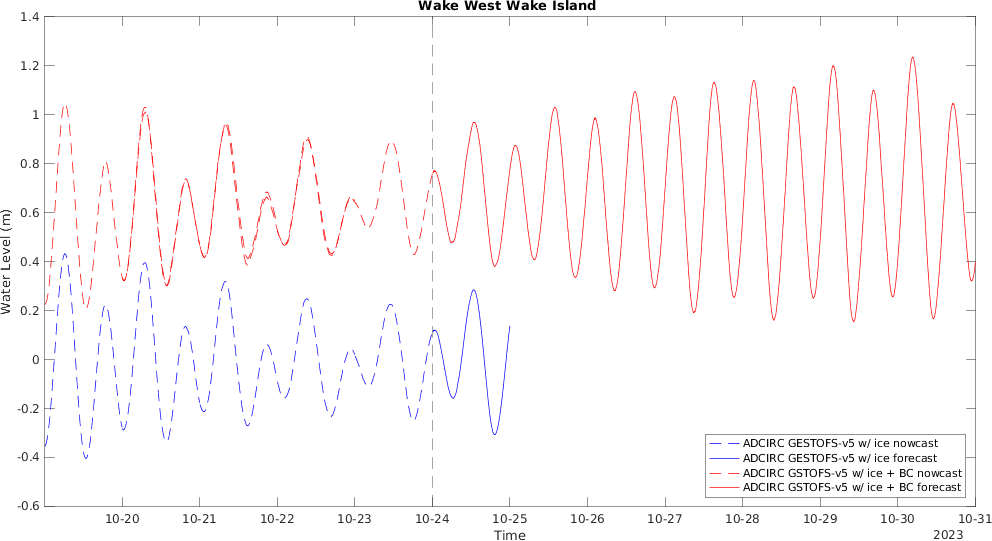 Wake West Wake Island
1.4
1.2
1
0.8
0.6
0.4
0.2
0
-0.2
-0.4
-0.6
Water Level (m)
ADCIRC GESTOFS-v5 w/ ice nowcast
ADCIRC GESTOFS-v5 w/ ice forecast
ADCIRC GSTOFS-v5 w/ ice + BC nowcast
ADCIRC GSTOFS-v5 w/ ice + BC forecast
10-20 10-21 10-22 10-23 10-24 10-25 10-26 10-27 10-28 10-29 10-30 10-31
Time
2023